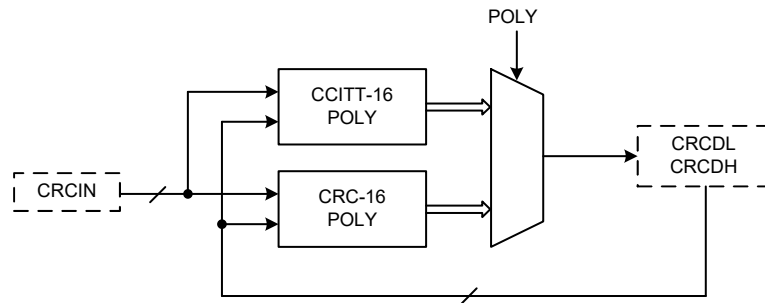 POLY
CCITT-16
POLY
CRCDL
CRCDH
CRCIN
CRC-16
POLY